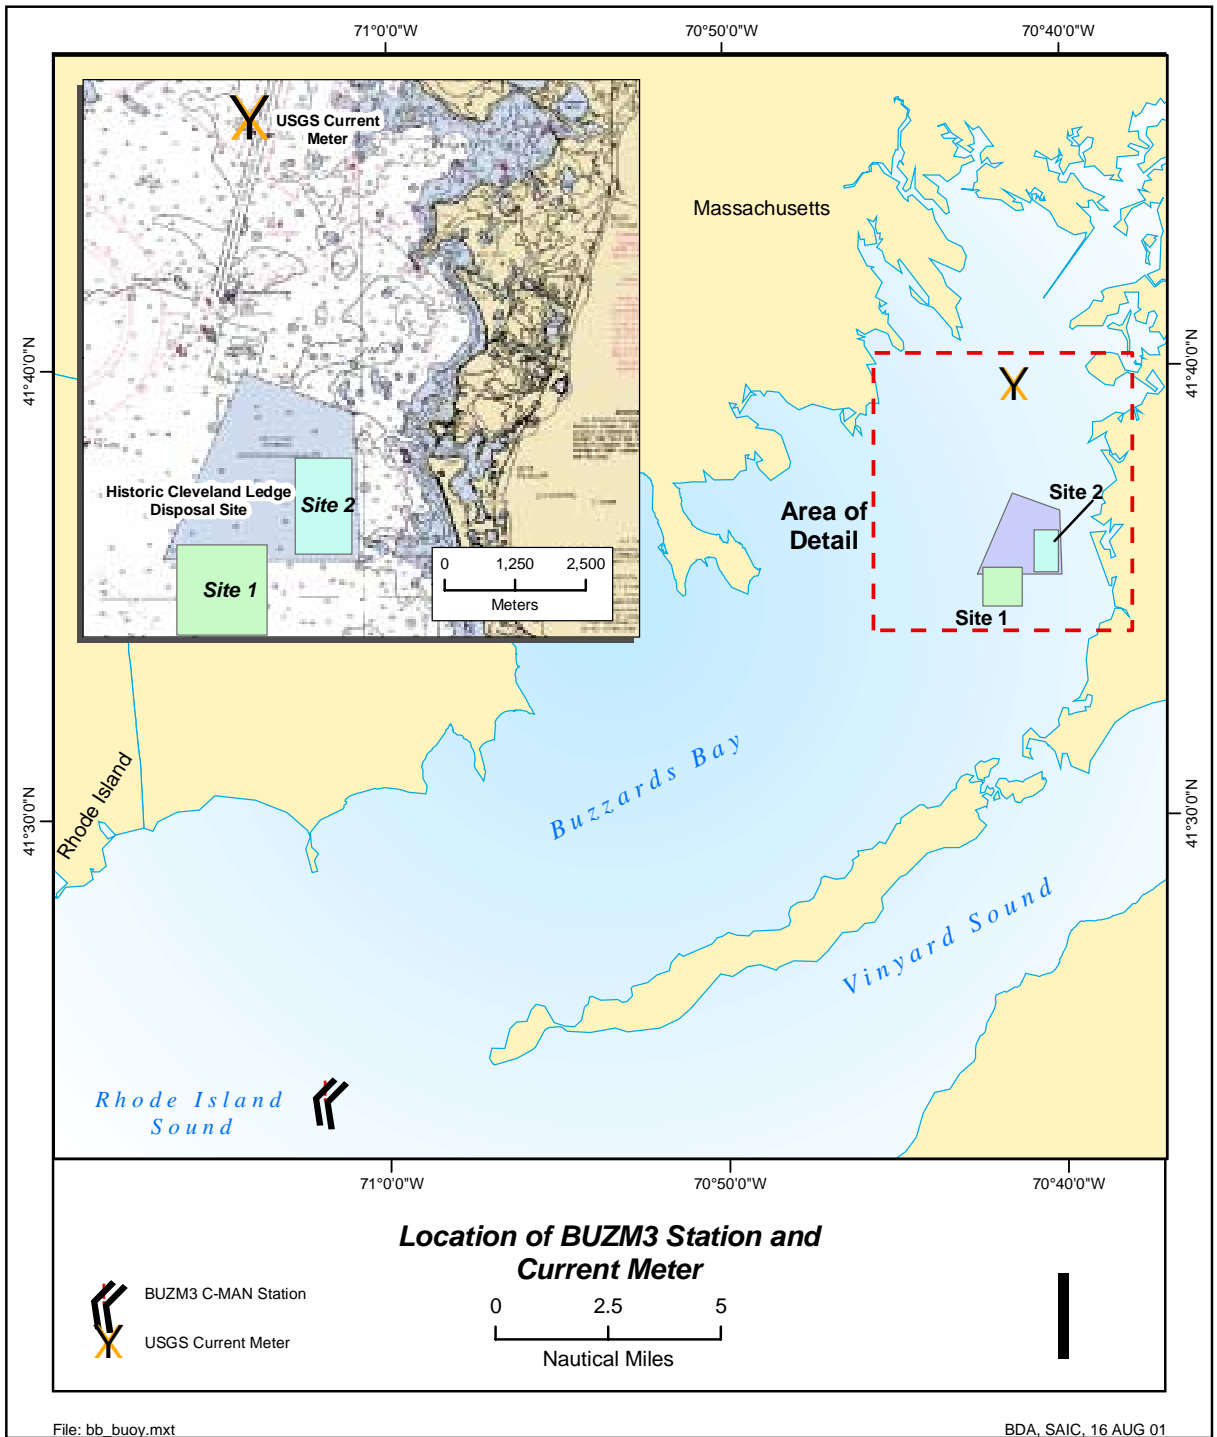 71°0'0"W
70°50'0"W
70°40'0"W
USGS Current
Meter
Massachusetts
41°40'0"N
41°40'0"N
Historic Cleveland Ledge
Disposal Site
Site 2
Site 1
0
1,250
2,500
Meters
Area of
Detail
Site 2
Site 1
Buzzards Bay
Rhode Island
41°30'0"N
41°30'0"N
Vinyard Sound
Rhode Island
Sound
71°0'0"W
70°50'0"W
70°40'0"W
Location of BUZM3 Station and
Current Meter
BUZM3 C-MAN Station
USGS Current Meter
0
2.5
5
Nautical Miles
File: bb_buoy.mxt
BDA, SAIC, 16 AUG 01